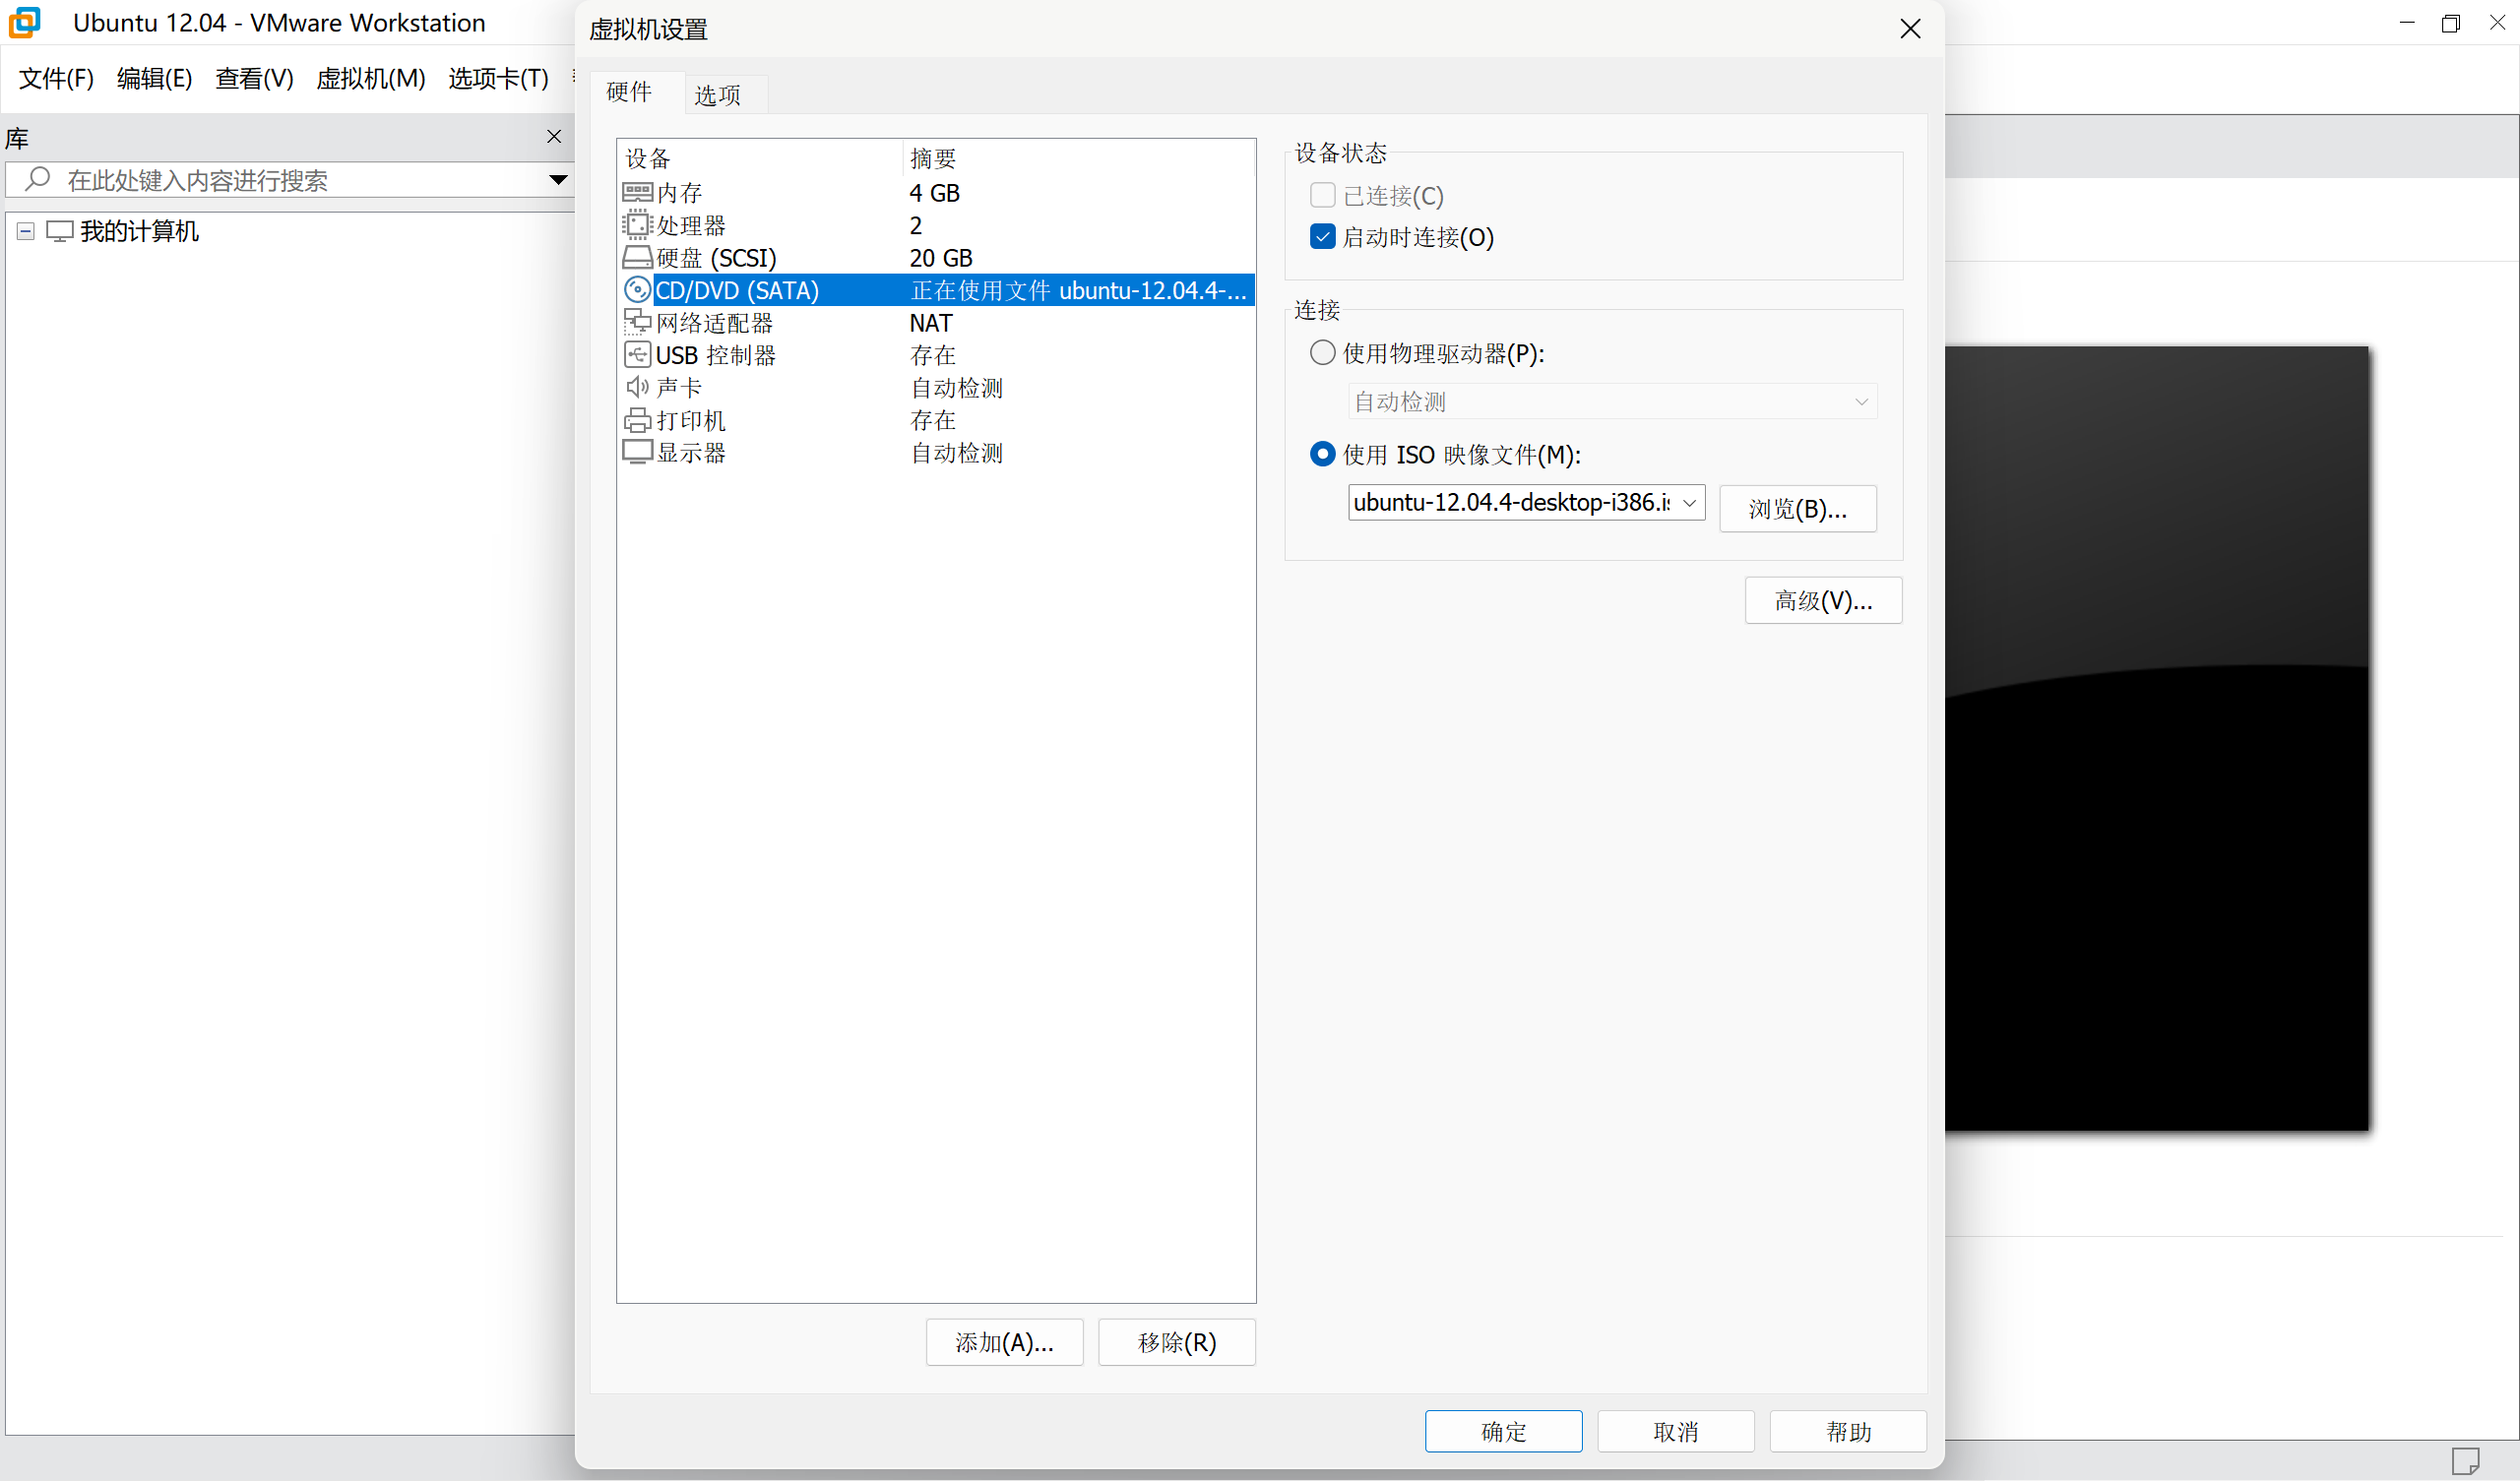 Ubuntu 12.04 - VMware Workstation
文件(F) 编辑(E) 查看(V) 虚拟机(M) 选项卡(T)
库
在此处键入内容进行搜索
我的计算机
虚拟机设置
硬件 选项
设备 摘要
内存 4 GB
处理器 2
硬盘 (SCSI) 20 GB
CD/DVD (SATA) 正在使用文件 ubuntu-12.04.4-...
网络适配器 NAT
USB 控制器 存在
声卡 自动检测
打印机 存在
显示器 自动检测
添加(A)... 移除(R)
设备状态
已连接(C)
启动时连接(O)
连接
使用物理驱动器(P):
自动检测
使用 ISO 映像文件(M):
ubuntu-12.04.4-desktop-i386.is
浏览(B)...
高级(V)...
确定 取消 帮助